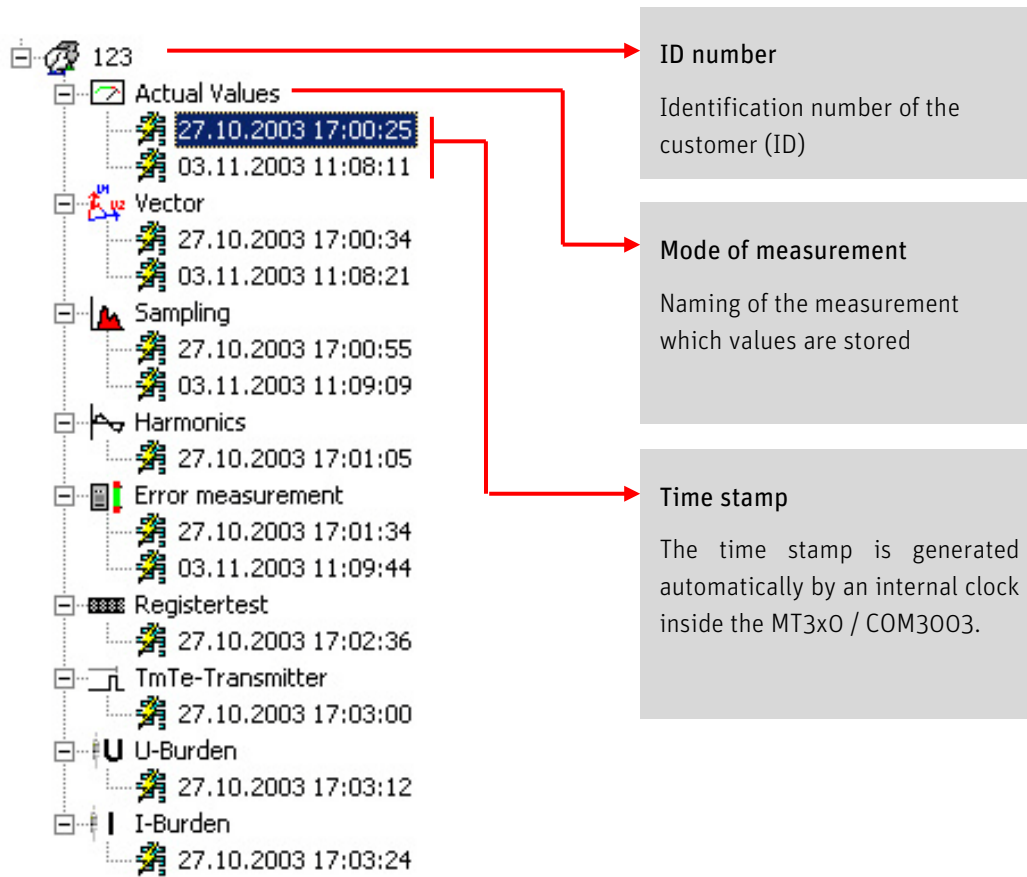 123
Actual Values
27.10.2003 17:00:25
03.11.2003 11:08:11
U1
U2
Vector
27.10.2003 17:00:34
03.11.2003 11:08:21
Sampling
27.10.2003 17:00:55
03.11.2003 11:09:09
Harmonics
27.10.2003 17:01:05
Error measurement
27.10.2003 17:01:34
03.11.2003 11:09:44
Registertest
27.10.2003 17:02:36
TmTe-Transmitter
27.10.2003 17:03:00
U U-Burden
27.10.2003 17:03:12
I I-Burden
27.10.2003 17:03:24
ID number
Identification number of the
customer (ID)
Mode of measurement
Naming of the measurement
which values are stored
Time stamp
The time stamp is generated
automatically by an internal clock
inside the MT3x0 / COM3003.